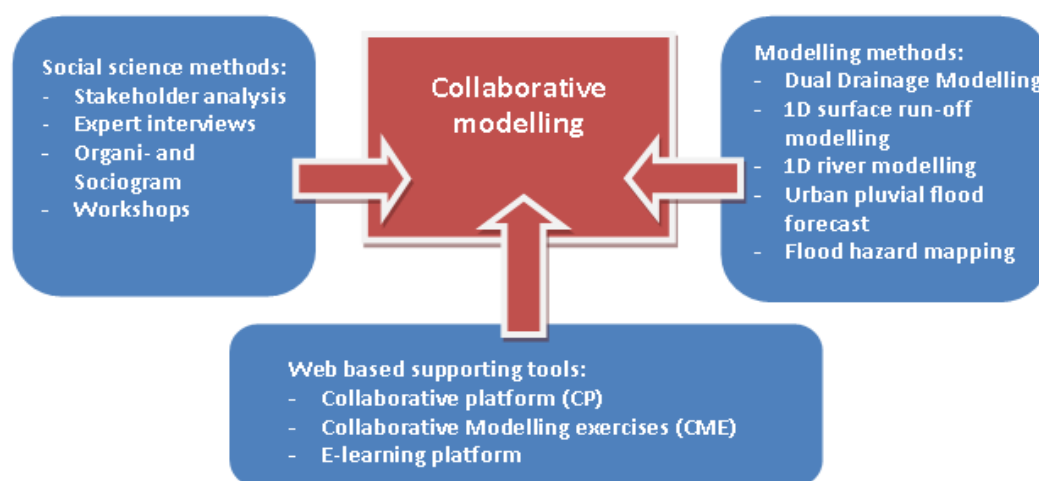 Social science methods:
- Stakeholder analysis
- Expert interviews
- Organi- and
Sociogram
- Workshops
Collaborative
modelling
Modelling methods:
- Dual Drainage Modelling
- 1D surface run-off
modelling
- 1D river modelling
- Urban pluvial flood
forecast
- Flood hazard mapping
Web based supporting tools:
- Collaborative platform (CP)
- Collaborative Modelling exercises (CME)
- E-learning platform